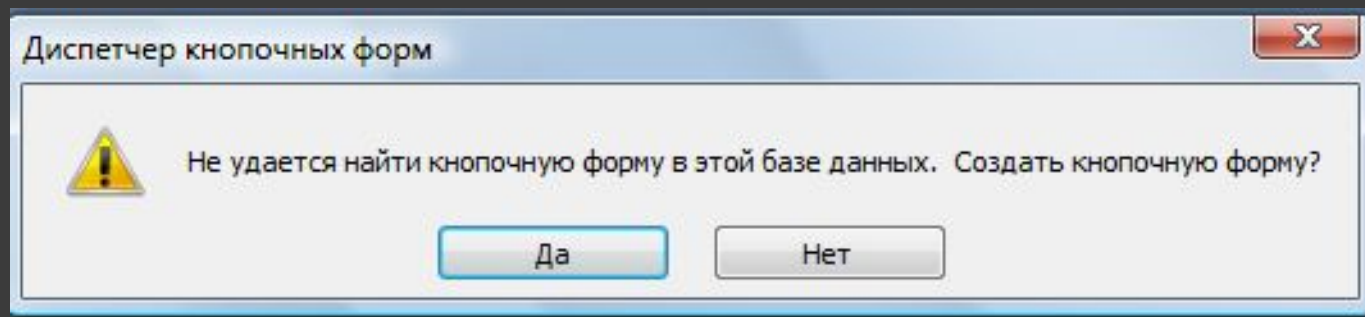 Диспетчер кнопочных форм
Не удается найти кнопочную форму в этой базе данных.  Создать кнопочную форму?
Да
Нет